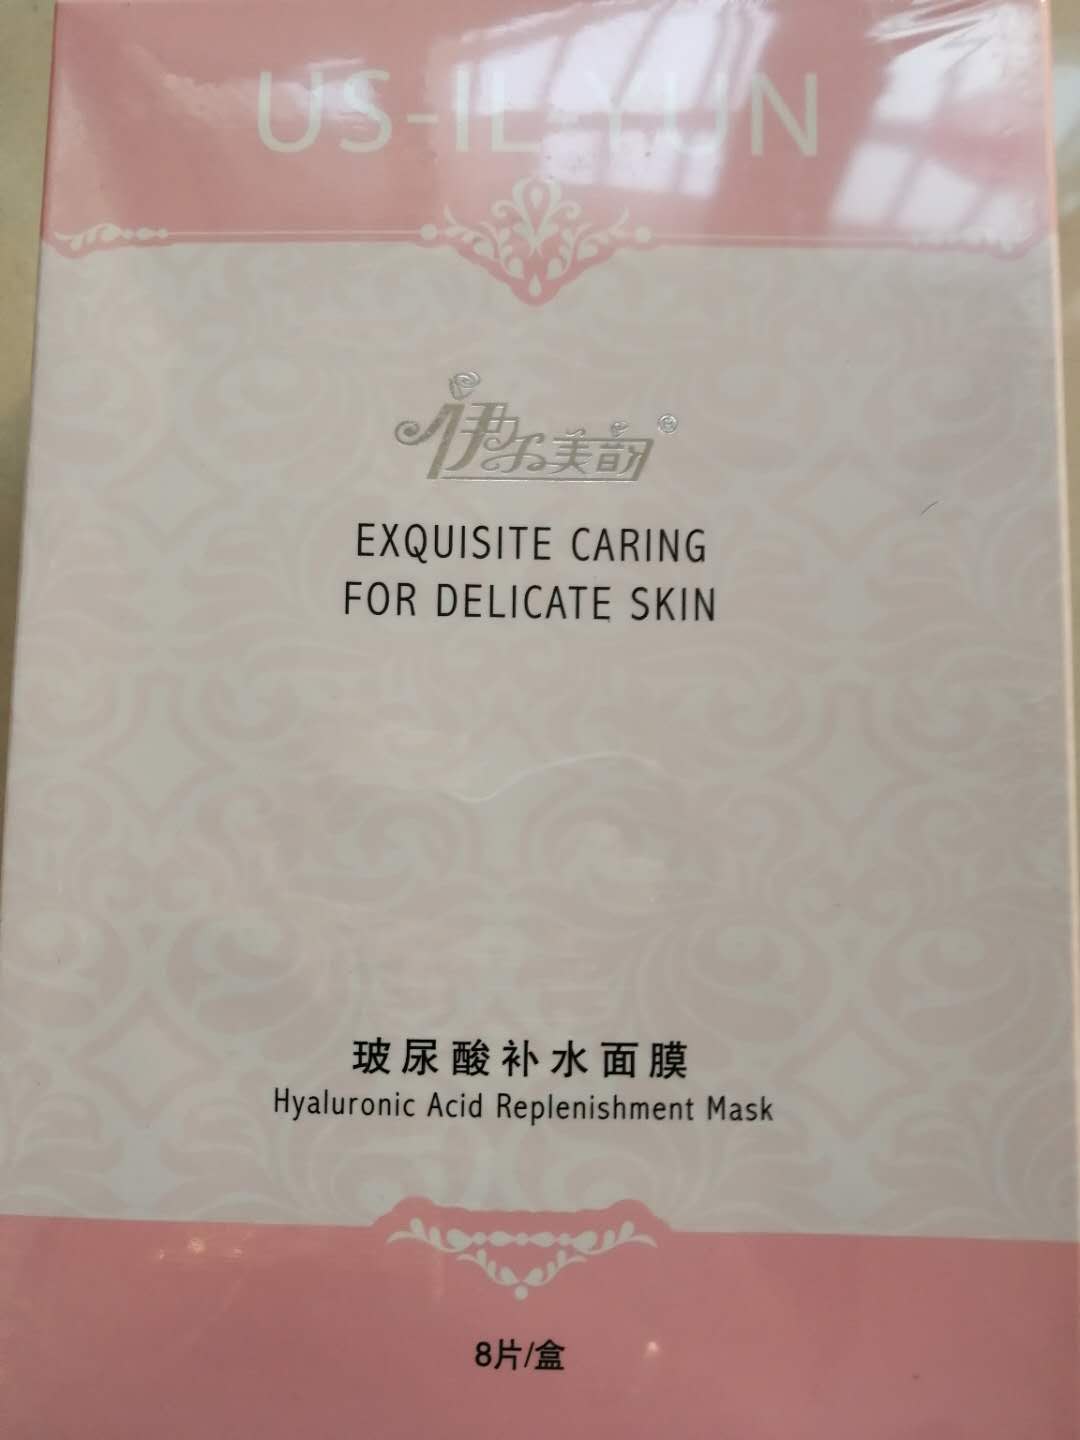 US-IL-YUN
伊尔美韵®
EXQUISITE CARING
FOR DELICATE SKIN
玻尿酸补水面膜
Hyaluronic Acid Replenishment Mask
8片/盒